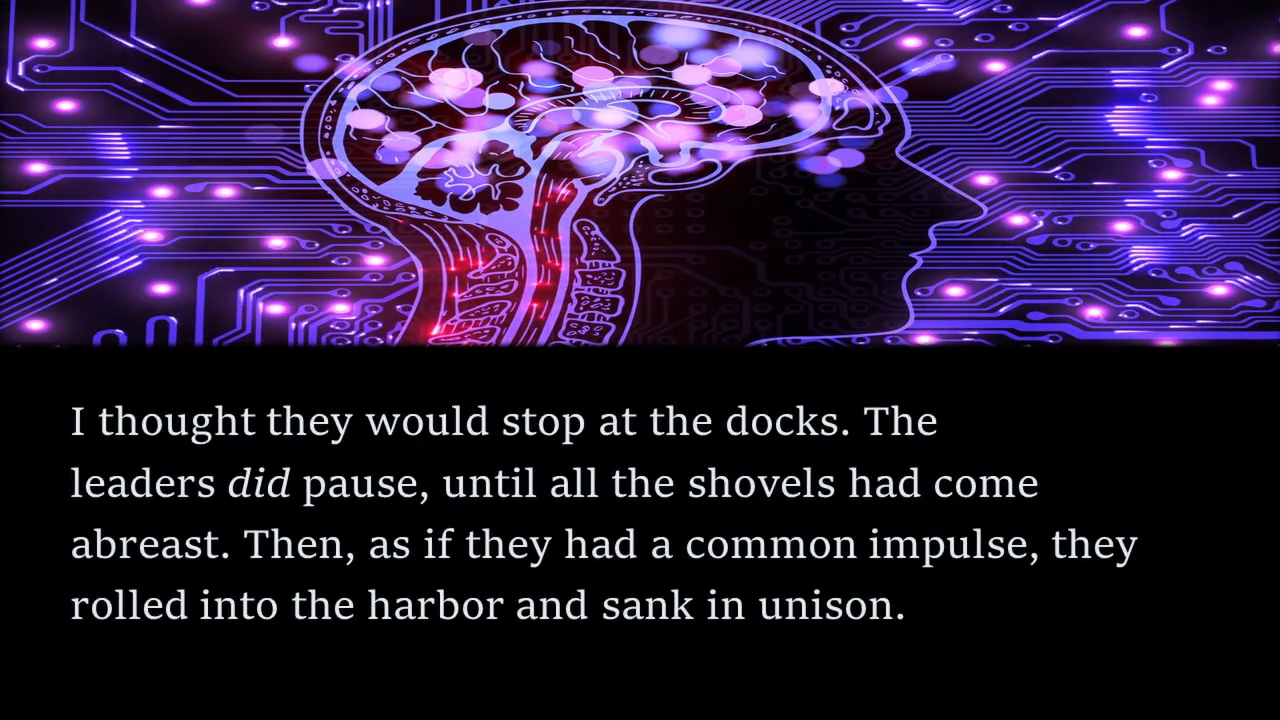 I thought they would stop at the docks. The
leaders did pause, until all the shovels had come
abreast. Then, as if they had a common impulse, they
rolled into the harbor and sank in unison.